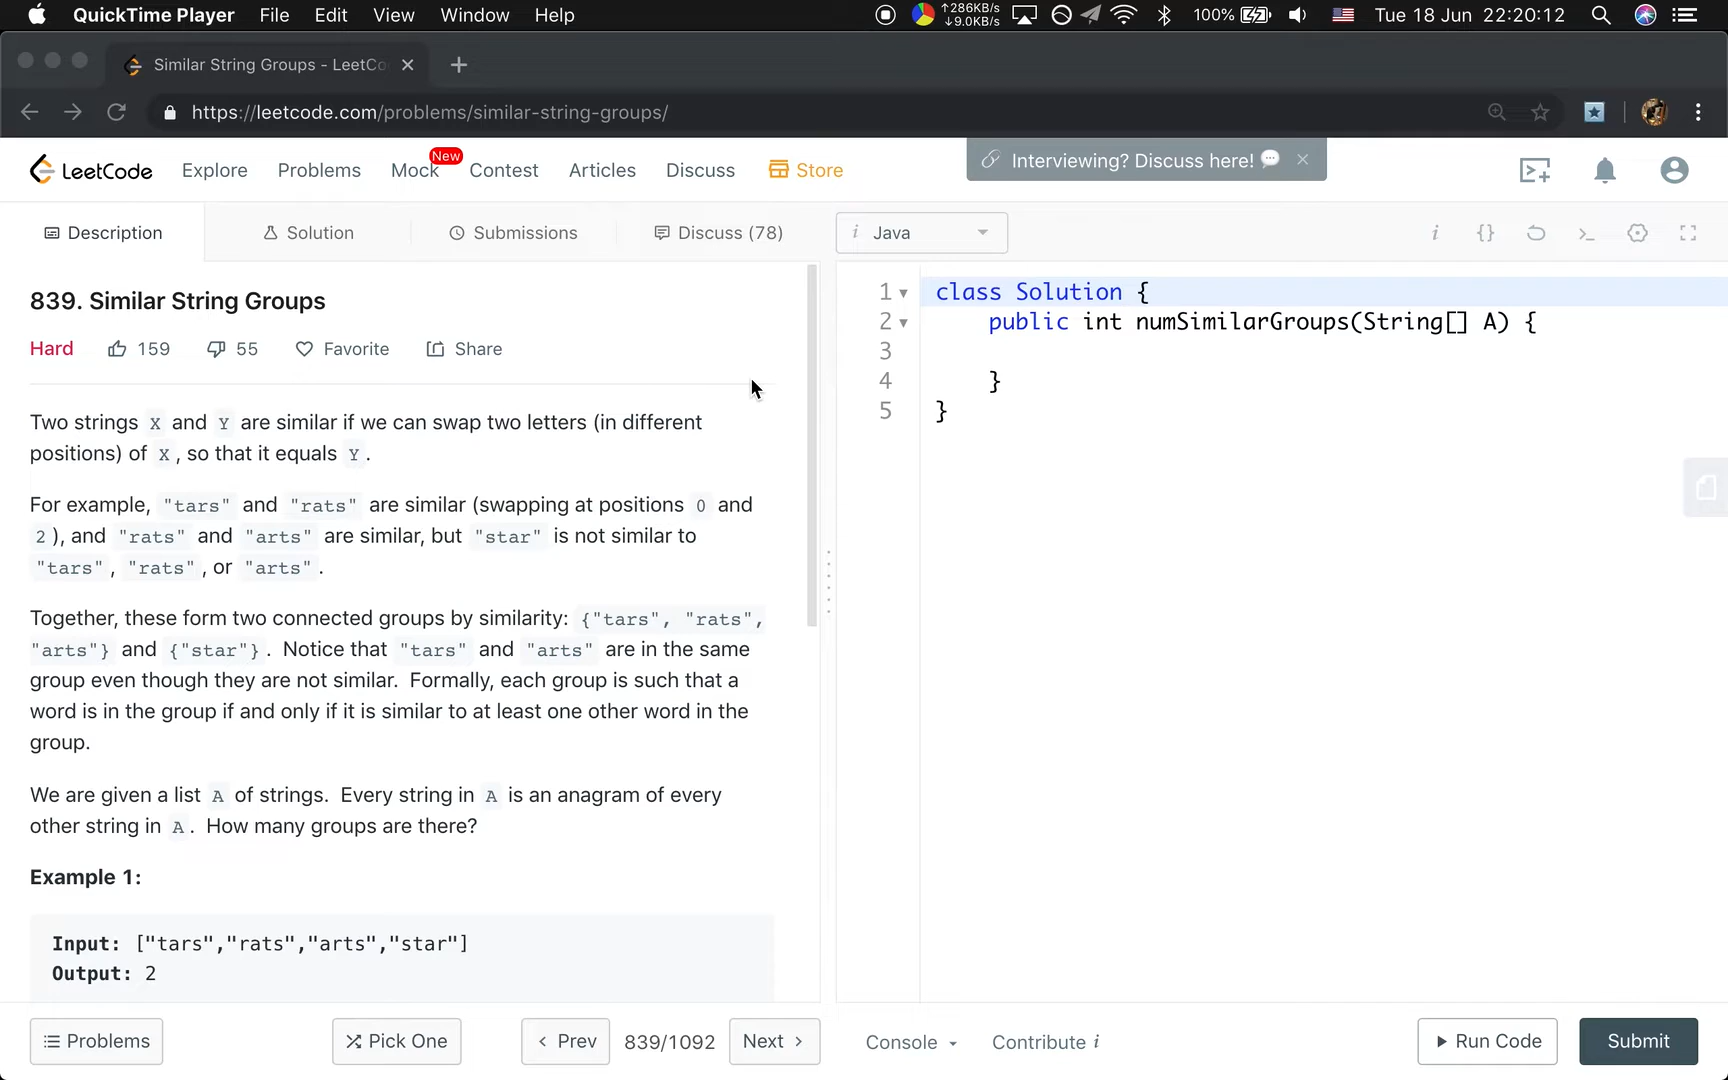 QuickTime Player File Edit View Window Help ↑286KB/s ↓9.0KB/s 100% Tue 18 Jun 22:20:12
Similar String Groups - LeetCo
https://leetcode.com/problems/similar-string-groups/
LeetCode Explore Problems Mock New Contest Articles Discuss Store Interviewing? Discuss here!
Description Solution Submissions Discuss (78) i Java
839. Similar String Groups
Hard 159 55 Favorite Share
Two strings X and Y are similar if we can swap two letters (in different
positions) of X , so that it equals Y .
For example, "tars" and "rats" are similar (swapping at positions 0 and
2 ), and "rats" and "arts" are similar, but "star" is not similar to
"tars" , "rats" , or "arts" .
Together, these form two connected groups by similarity: {"tars", "rats",
"arts"} and {"star"} . Notice that "tars" and "arts" are in the same
group even though they are not similar. Formally, each group is such that a
word is in the group if and only if it is similar to at least one other word in the
group.
We are given a list A of strings. Every string in A is an anagram of every
other string in A . How many groups are there?
Example 1:
Input: ["tars","rats","arts","star"]
Output: 2
1 class Solution {
2 public int numSimilarGroups(String[] A) {
3
4 }
5 }
Problems Pick One Prev 839/1092 Next Console Contribute i Run Code Submit